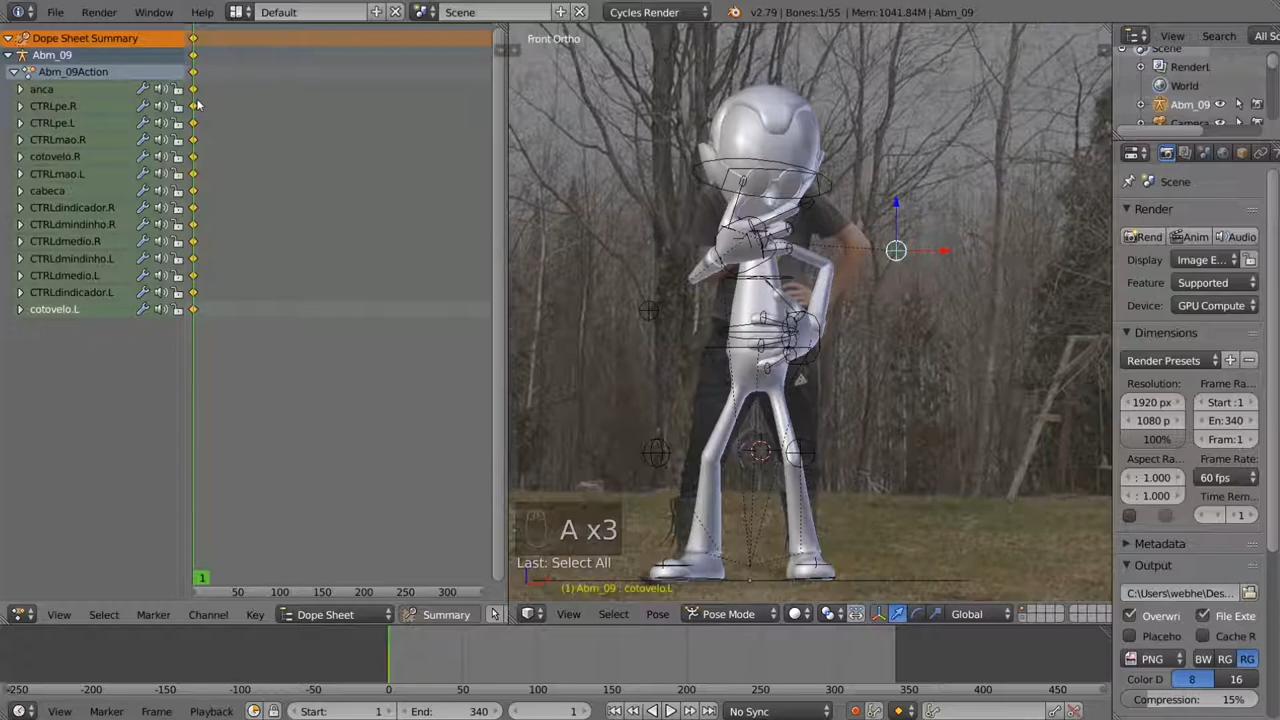 File Render Window Help Default Scene Cycles Render v2.79 | Bones:1/55 | Mem:1041.84M | Abm_09
Dope Sheet Summary
Abm_09
Abm_09Action
anca
CTRLpe.R
CTRLpe.L
CTRLmao.R
cotovelo.R
CTRLmao.L
cabeca
CTRLdindicador.R
CTRLdmindinho.R
CTRLdmedio.R
CTRLdmindinho.L
CTRLdmedio.L
CTRLdindicador.L
cotovelo.L
1
50 100 150 200 250 300
View Select Marker Channel Key Dope Sheet Summary
Front Ortho
A x3
Last: Select All
(1) Abm_09 : cotovelo.L
View Select Pose Pose Mode Global
View Search All Sc
Scene
RenderL
World
Abm_09
Camera
Scene
Render
Rend Anim Audio
Display Image E...
Feature Supported
Device: GPU Compute
Dimensions
Render Presets
Resolution: Frame Ra...
1920 px Start :1
1080 p En:340
100% Fram:1
Aspect Ra... Frame Rate:
: 1.000 60 fps
: 1.000 Time Rem...
1
Metadata
Output
C:\Users\webhe\Des...
Overwri File Exte
Placeho Cache R
PNG BW RG RG
Color D 8 16
Compression: 15%
-250 -200 -150 -100 -50 0 50 100 150 200 250 300 350 400 450
View Marker Frame Playback Start: 1 End: 340 1 No Sync